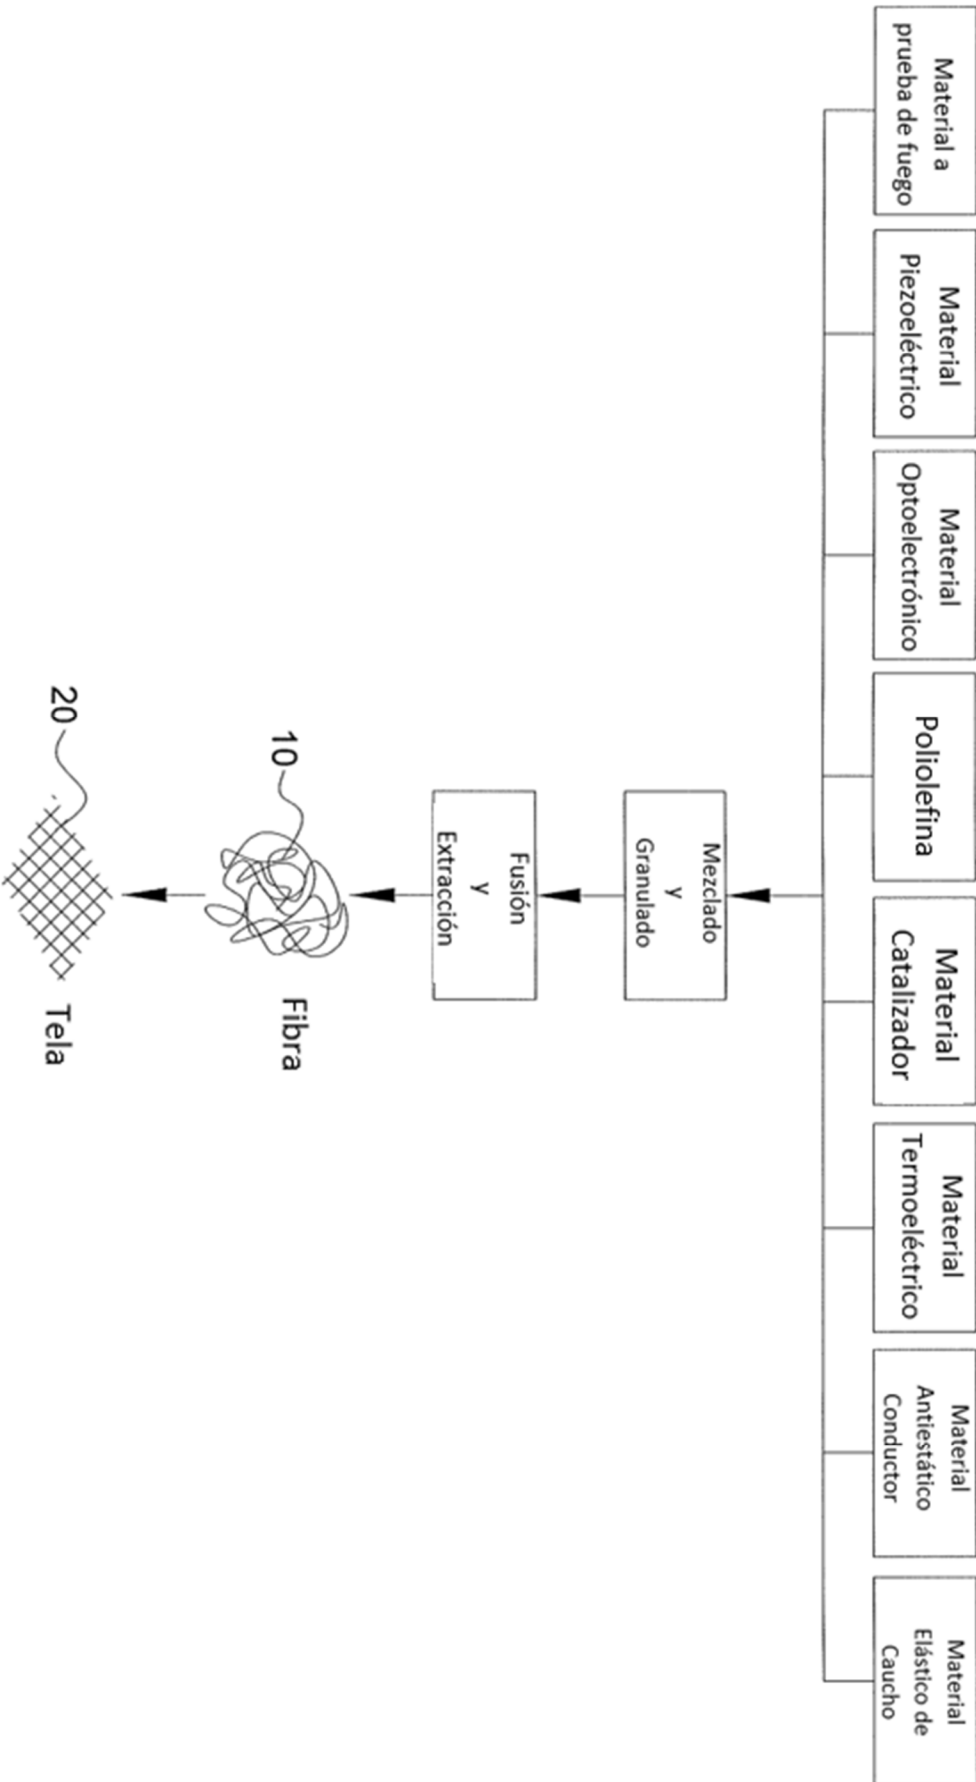 Material a
prueba de fuego
Material
Piezoeléctrico
Material
Optoelectrónico
Poliolefina
Material
Catalizador
Material
Termoeléctrico
Material
Antiestático
Conductor
Material
Elástico de
Caucho
Mezclado
y
Granulado
Fusión
y
Extracción
10
Fibra
20
Tela